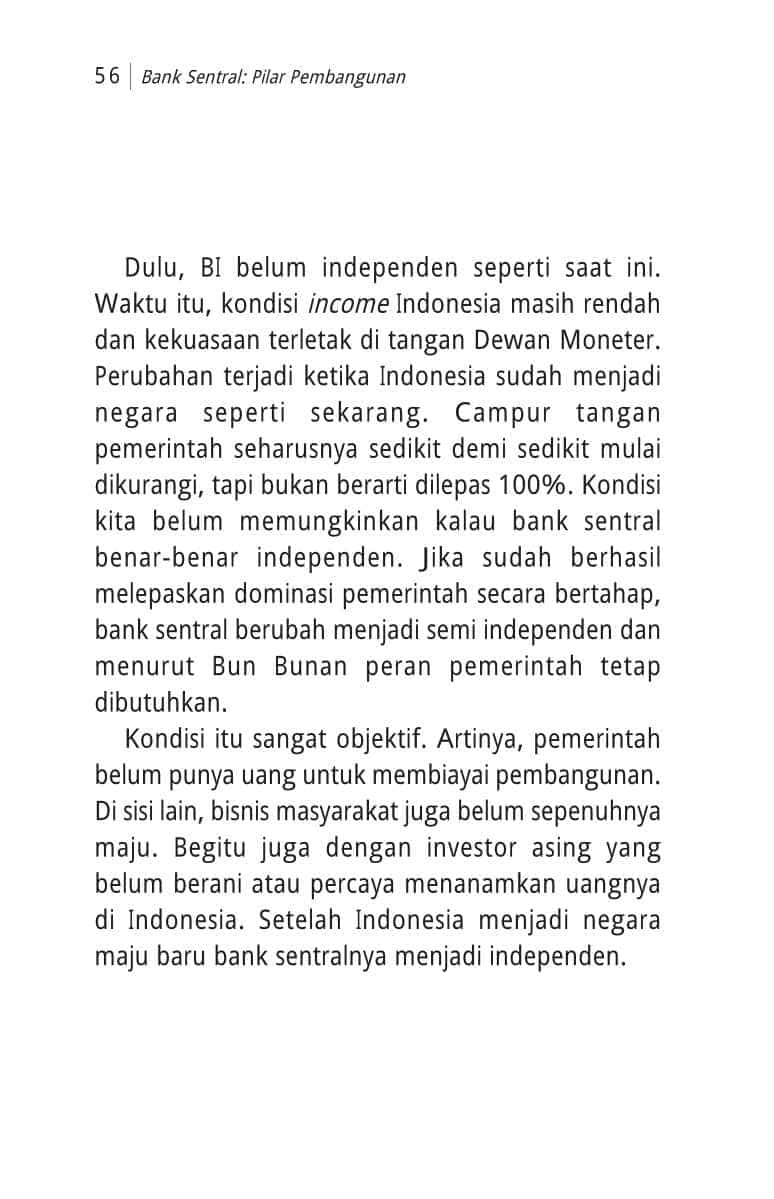 56 | Bank Sentral: Pilar Pembangunan
Dulu, BI belum independen seperti saat ini.
Waktu itu, kondisi income Indonesia masih rendah
dan kekuasaan terletak di tangan Dewan Moneter.
Perubahan terjadi ketika Indonesia sudah menjadi
negara seperti sekarang. Campur tangan
pemerintah seharusnya sedikit demi sedikit mulai
dikurangi, tapi bukan berarti dilepas 100%. Kondisi
kita belum memungkinkan kalau bank sentral
benar-benar independen. Jika sudah berhasil
melepaskan dominasi pemerintah secara bertahap,
bank sentral berubah menjadi semi independen dan
menurut Bun Bunan peran pemerintah tetap
dibutuhkan.
Kondisi itu sangat objektif. Artinya, pemerintah
belum punya uang untuk membiayai pembangunan.
Di sisi lain, bisnis masyarakat juga belum sepenuhnya
maju. Begitu juga dengan investor asing yang
belum berani atau percaya menanamkan uangnya
di Indonesia. Setelah Indonesia menjadi negara
maju baru bank sentralnya menjadi independen.